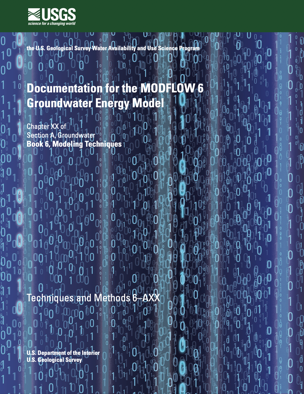 USGS
science for a changing world
the U.S. Geological Survey Water Availability and Use Science Program
Documentation for the MODFLOW 6
Groundwater Energy Model
Chapter XX of
Section A, Groundwater
Book 6, Modeling Techniques
Techniques and Methods 6–AXX
U.S. Department of the Interior
U.S. Geological Survey